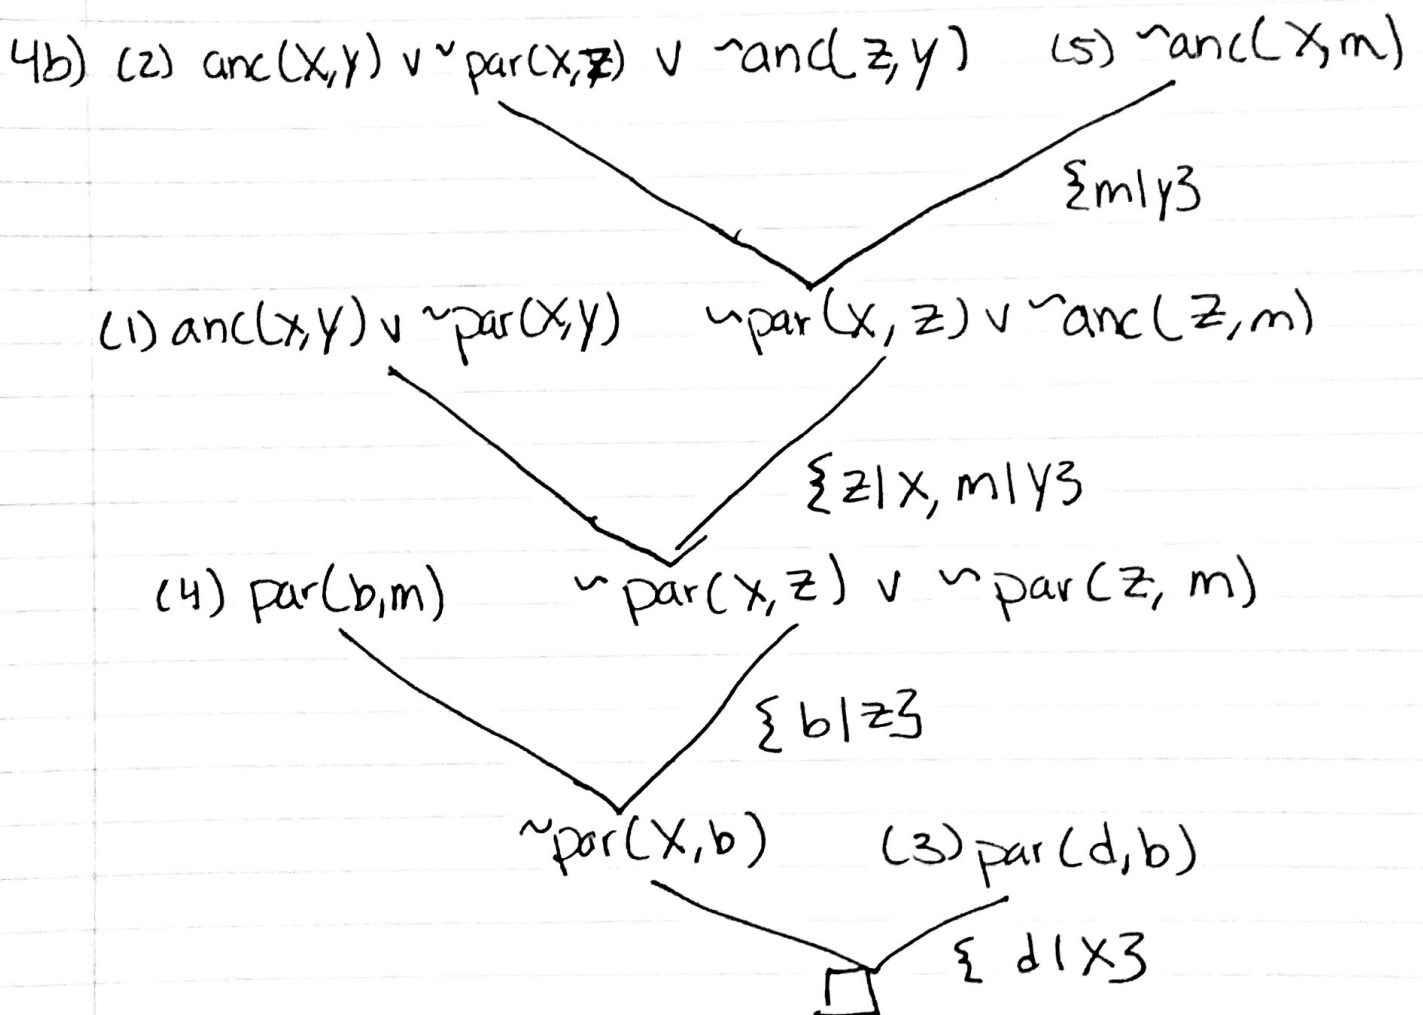 4b) (2) anc(X,y) v ~par(X,z) v ~anc(z,y) (5) ~anc(X,m)
{m|y}
(1) anc(x,y) v ~par(X,y) ~par(x,z) v ~anc(z,m)
{z|x, m|y}
(4) par(b,m) ~par(x,z) v ~par(z,m)
{b|z}
~par(X,b) (3) par(d,b)
{d|X}